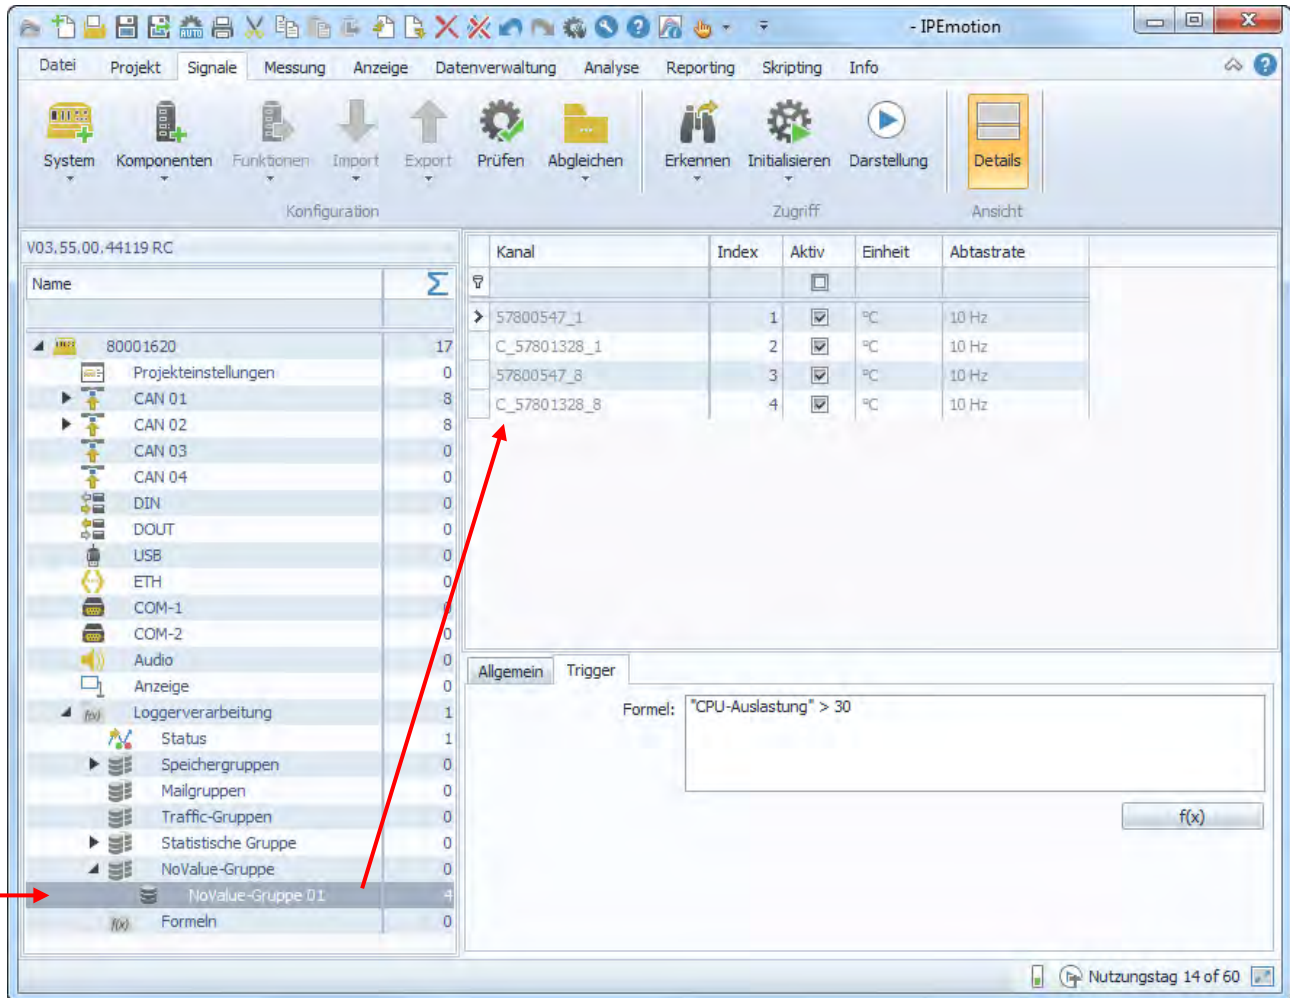 - IPEmotion
Datei Projekt Signale Messung Anzeige Datenverwaltung Analyse Reporting Skripting Info
System Komponenten Funktionen Import Export Prüfen Abgleichen Erkennen Initialisieren Darstellung Details
Konfiguration Zugriff Ansicht
V03.55.00.44119 RC
Name Σ
80001620 17
Projekteinstellungen 0
CAN 01 8
CAN 02 8
CAN 03 0
CAN 04 0
DIN 0
DOUT 0
USB 0
ETH 0
COM-1 0
COM-2 0
Audio 0
Anzeige 0
f(x) Loggerverarbeitung 1
Status 1
Speichergruppen 0
Mailgruppen 0
Traffic-Gruppen 0
Statistische Gruppe 0
NoValue-Gruppe 0
NoValue-Gruppe 01 4
f(x) Formeln 0
Kanal Index Aktiv Einheit Abtastrate
57800547_1 1 °C 10 Hz
C_57801328_1 2 °C 10 Hz
57800547_8 3 °C 10 Hz
C_57801328_8 4 °C 10 Hz
Allgemein Trigger
Formel: "CPU-Auslastung" > 30
f(x)
Nutzungstag 14 of 60